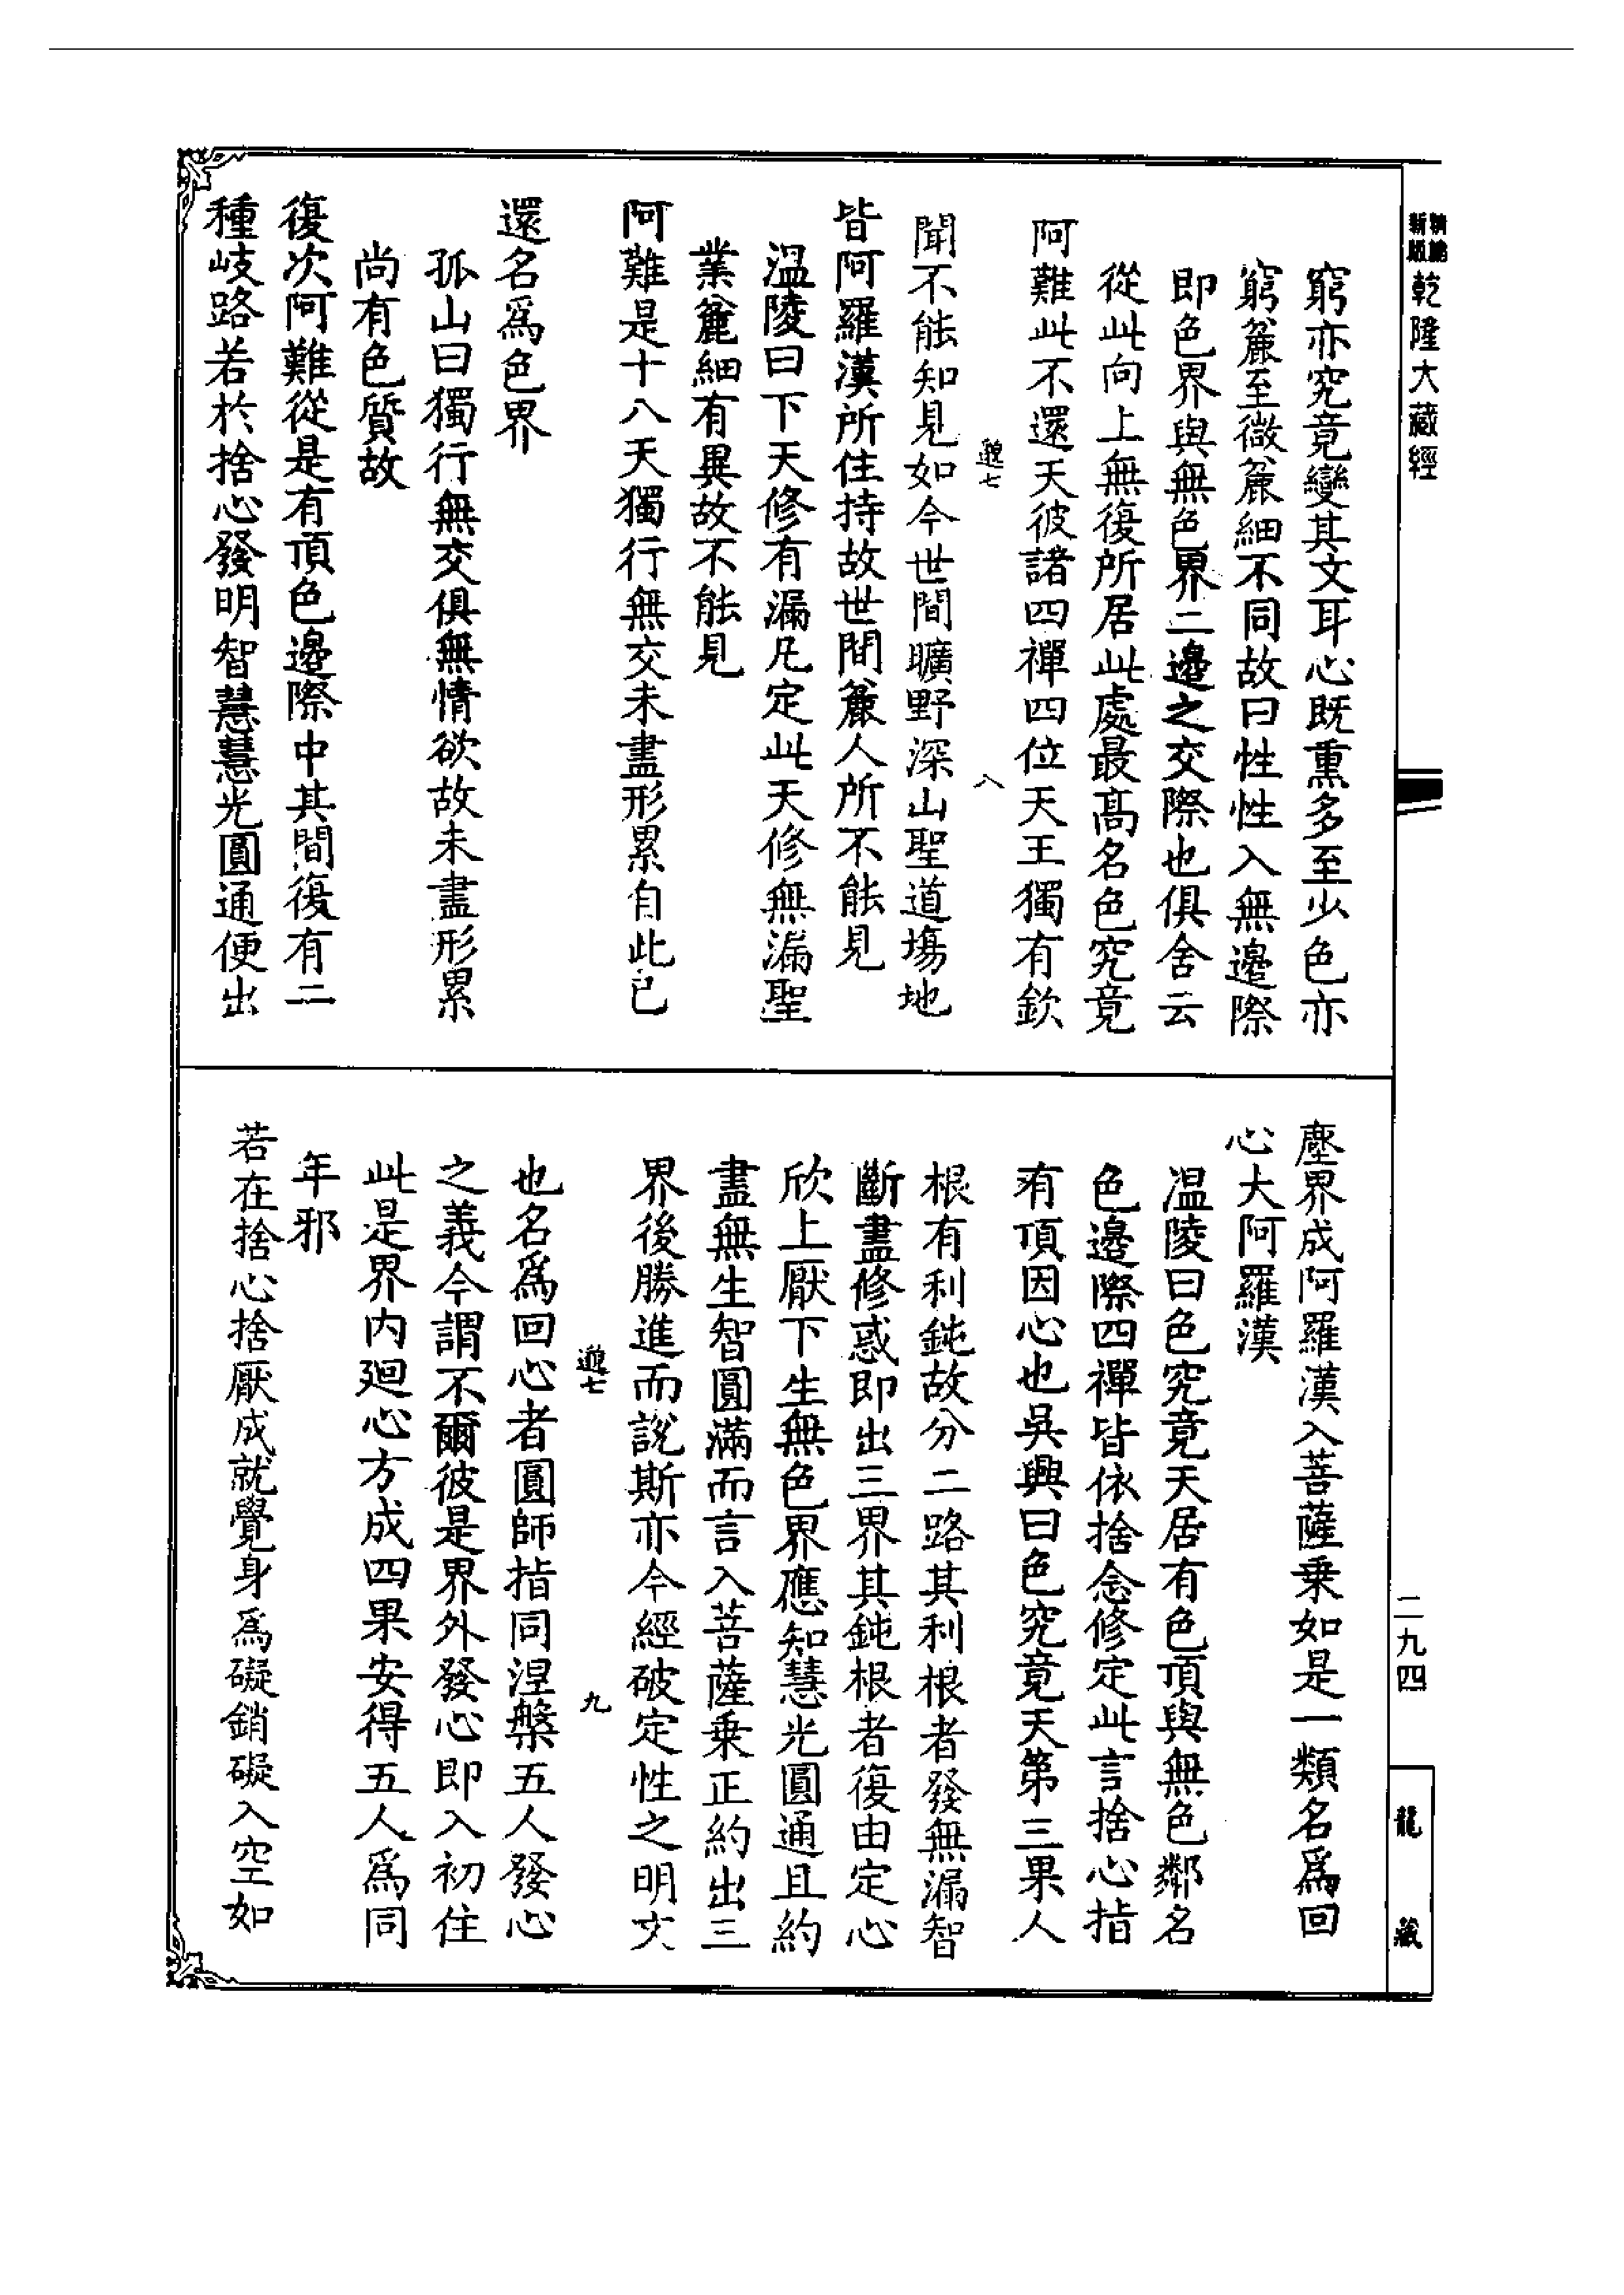 乾隆大藏經
窮亦究竟變其文耳心既熏多至少色亦
窮麄至微麄細不同故曰性性入無邊際
即色界與無色界二邊之交際也俱舍云
從此向上無復所居此處最高名色究竟
阿難此不還天彼諸四禪四位天王獨有欽
遊七
八
聞不能知見如今世間曠野深山聖道場地
皆阿羅漢所住持故世間麄人所不能見
温陵曰下天修有漏凡定此天修無漏聖
業麄細有異故不能見
阿難是十八天獨行無交未盡形累自此已
還名爲色界
孤山曰獨行無交俱無情欲故未盡形累
尚有色質故
復次阿難從是有頂色邊際中其間復有二
種岐路若於捨心發明智慧慧光圓通便出
塵界成阿羅漢入菩薩乘如是一類名爲回
心大阿羅漢
温陵曰色究竟天居有色頂與無色鄰名
色邊際四禪皆依捨念修定此言捨心指
有頂因心也吳興曰色究竟天第三果人
根有利鈍故分二路其利根者發無漏智
斷盡修惑即出三界其鈍根者復由定心
欣上厭下生無色界應知慧光圓通且約
盡無生智圓滿而言入菩薩乘正約出三
界後勝進而說斯亦今經破定性之明文
遊七
九
也名爲回心者圓師指同涅槃五人發心
之義今謂不爾彼是界外發心即入初住
此是界內迴心方成四果安得五人爲同
年邪
若在捨心捨厭成就覺身爲礙銷礙入空如
二九四
龍藏